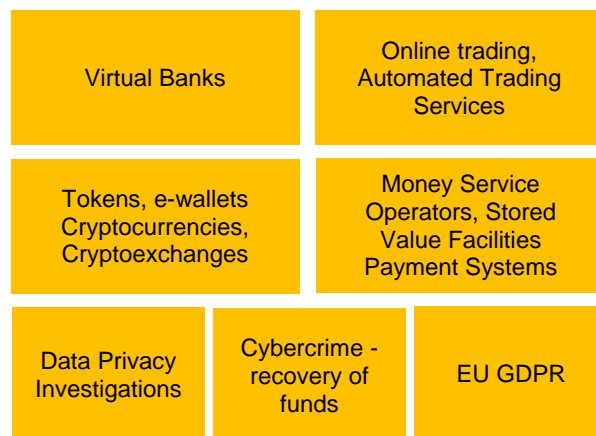 Virtual Banks
Online trading,
Automated Trading
Services
Tokens, e-wallets
Cryptocurrencies,
Cryptoexchanges
Money Service
Operators, Stored
Value Facilities
Payment Systems
Data Privacy
Investigations
Cybercrime -
recovery of
funds
EU GDPR